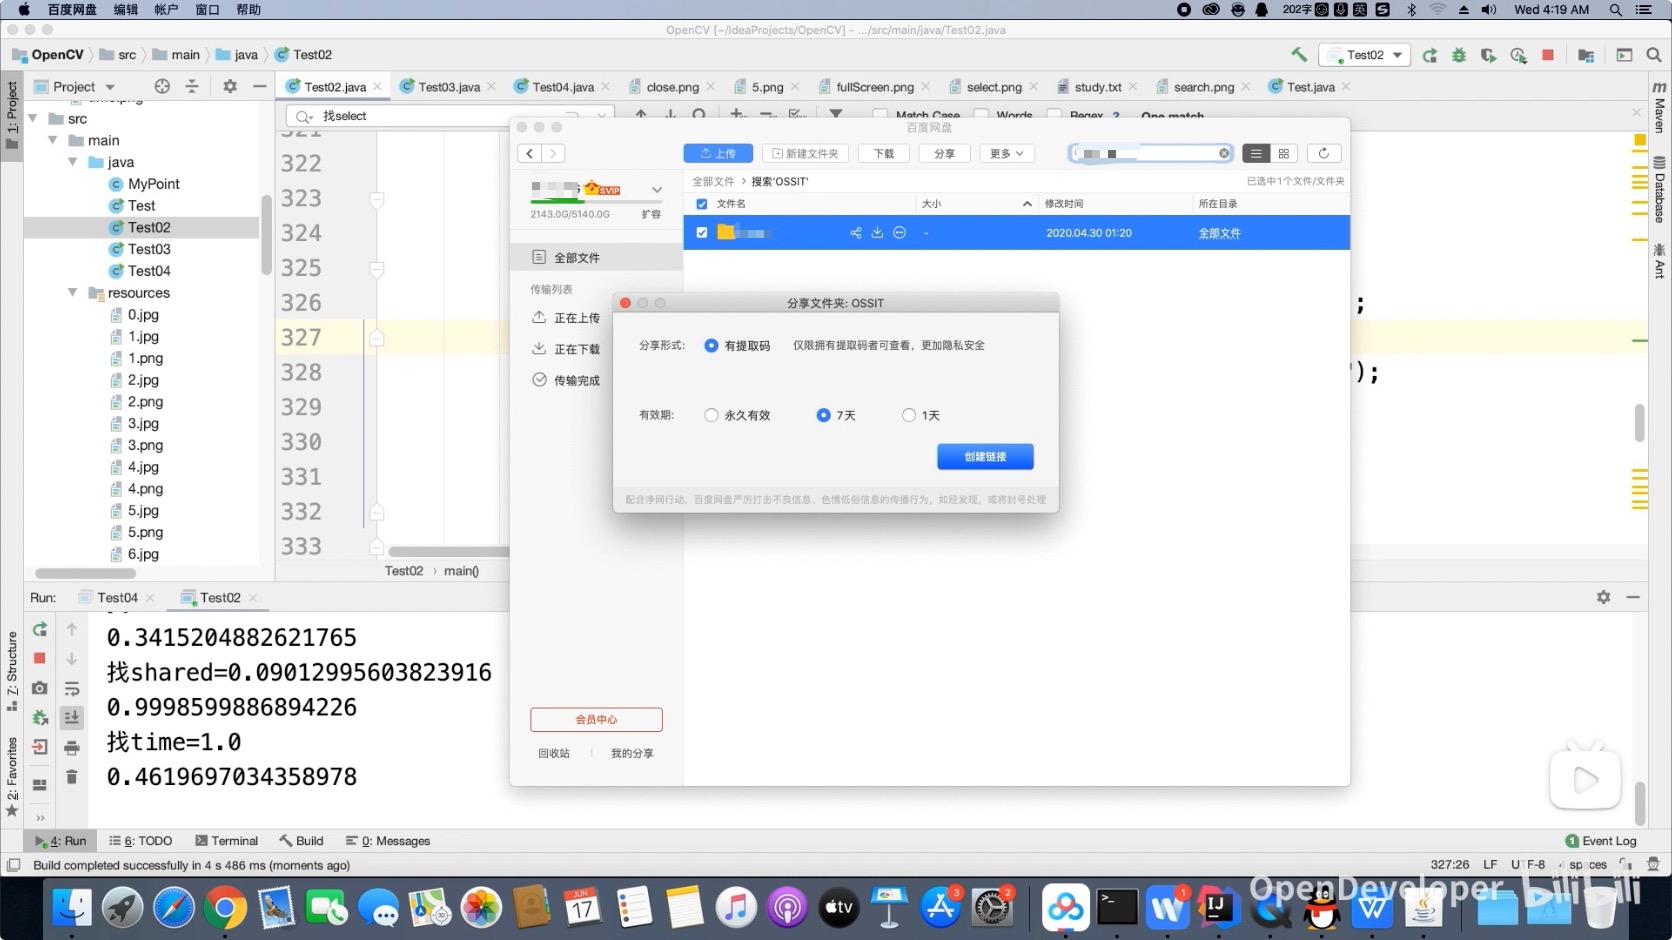 百度网盘 编辑 帐户 窗口 帮助
202字 英 Wed 4:19 AM
OpenCV [~/IdeaProjects/OpenCV] - .../src/main/java/Test02.java
OpenCV src main java Test02
Test02
Project
Test02.java Test03.java Test04.java close.png 5.png fullScreen.png select.png study.txt search.png Test.java
找select
Match Case Words Regex ? One match
1: Project
time.png
src
main
java
MyPoint
Test
Test02
Test03
Test04
resources
0.jpg
1.jpg
1.png
2.jpg
2.png
3.jpg
3.png
4.jpg
4.png
5.jpg
5.png
6.jpg
321
322
323
324
325
326
327
328
329
330
331
332
333
;
");
Test02 › main()
Maven
Database
Ant
百度网盘
上传 新建文件夹 下载 分享 更多
SVIP
2143.0G/5140.0G 扩容
全部文件 › 搜索'OSSIT' 已选中1个文件/文件夹
文件名 大小 修改时间 所在目录
- 2020.04.30 01:20 全部文件
全部文件
传输列表
正在上传
正在下载
传输完成
会员中心
回收站 | 我的分享
分享文件夹: OSSIT
分享形式: 有提取码 仅限拥有提取码者可查看，更加隐私安全
有效期: 永久有效 7天 1天
创建链接
配合净网行动，百度网盘严厉打击不良信息、色情低俗信息的传播行为，如经发现，或将封号处理
Run: Test04 Test02
0.3415204882621765
找shared=0.09012995603823916
0.9998599886894226
找time=1.0
0.4619697034358978
Z: Structure
2: Favorites
4: Run 6: TODO Terminal Build 0: Messages 1 Event Log
Build completed successfully in 4 s 486 ms (moments ago) 327:26 LF UTF-8 4 spaces
JUN
17
tv
3
2
1
IJ
OpenDeveloper bilibili